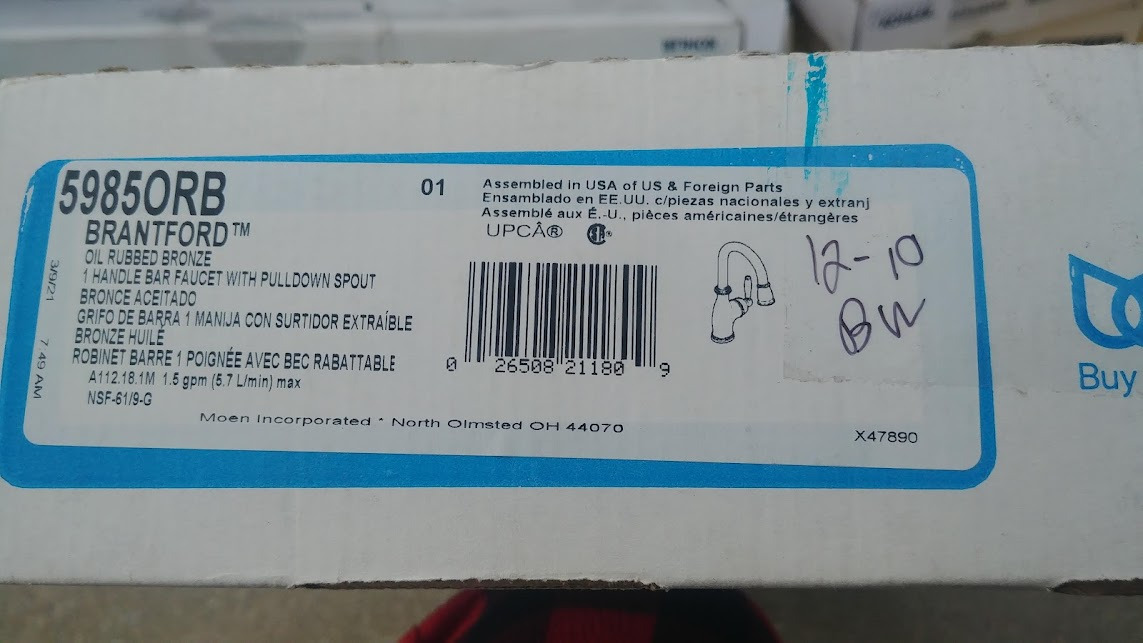 5985ORB
BRANTFORD™
OIL RUBBED BRONZE
1 HANDLE BAR FAUCET WITH PULLDOWN SPOUT
BRONCE ACEITADO
GRIFO DE BARRA 1 MANIJA CON SURTIDOR EXTRAÍBLE
BRONZE HUILÉ
ROBINET BARRE 1 POIGNÉE AVEC BEC RABATTABLE
A112.18.1M 1.5 gpm (5.7 L/min) max
NSF-61/9-G
3/9/21 7 49 AM
01
Assembled in USA of US & Foreign Parts
Ensamblado en EE.UU. c/piezas nacionales y extranj
Assemblé aux É.-U., pièces américaines/étrangères
UPCÂ®
0 26508 21180 9
12-10
BW
Moen Incorporated * North Olmsted OH 44070
X47890
Buy